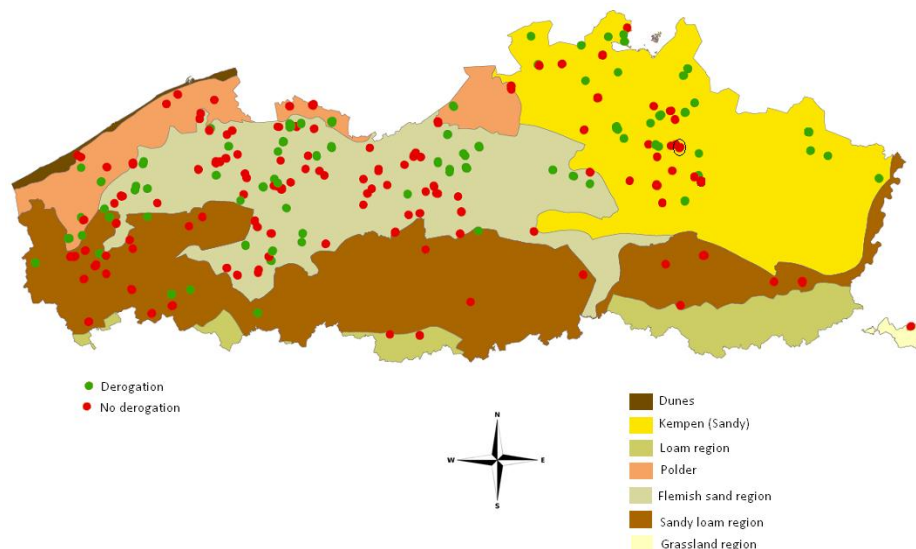 Derogation
No derogation
N
W E
S
Dunes
Kempen (Sandy)
Loam region
Polder
Flemish sand region
Sandy loam region
Grassland region